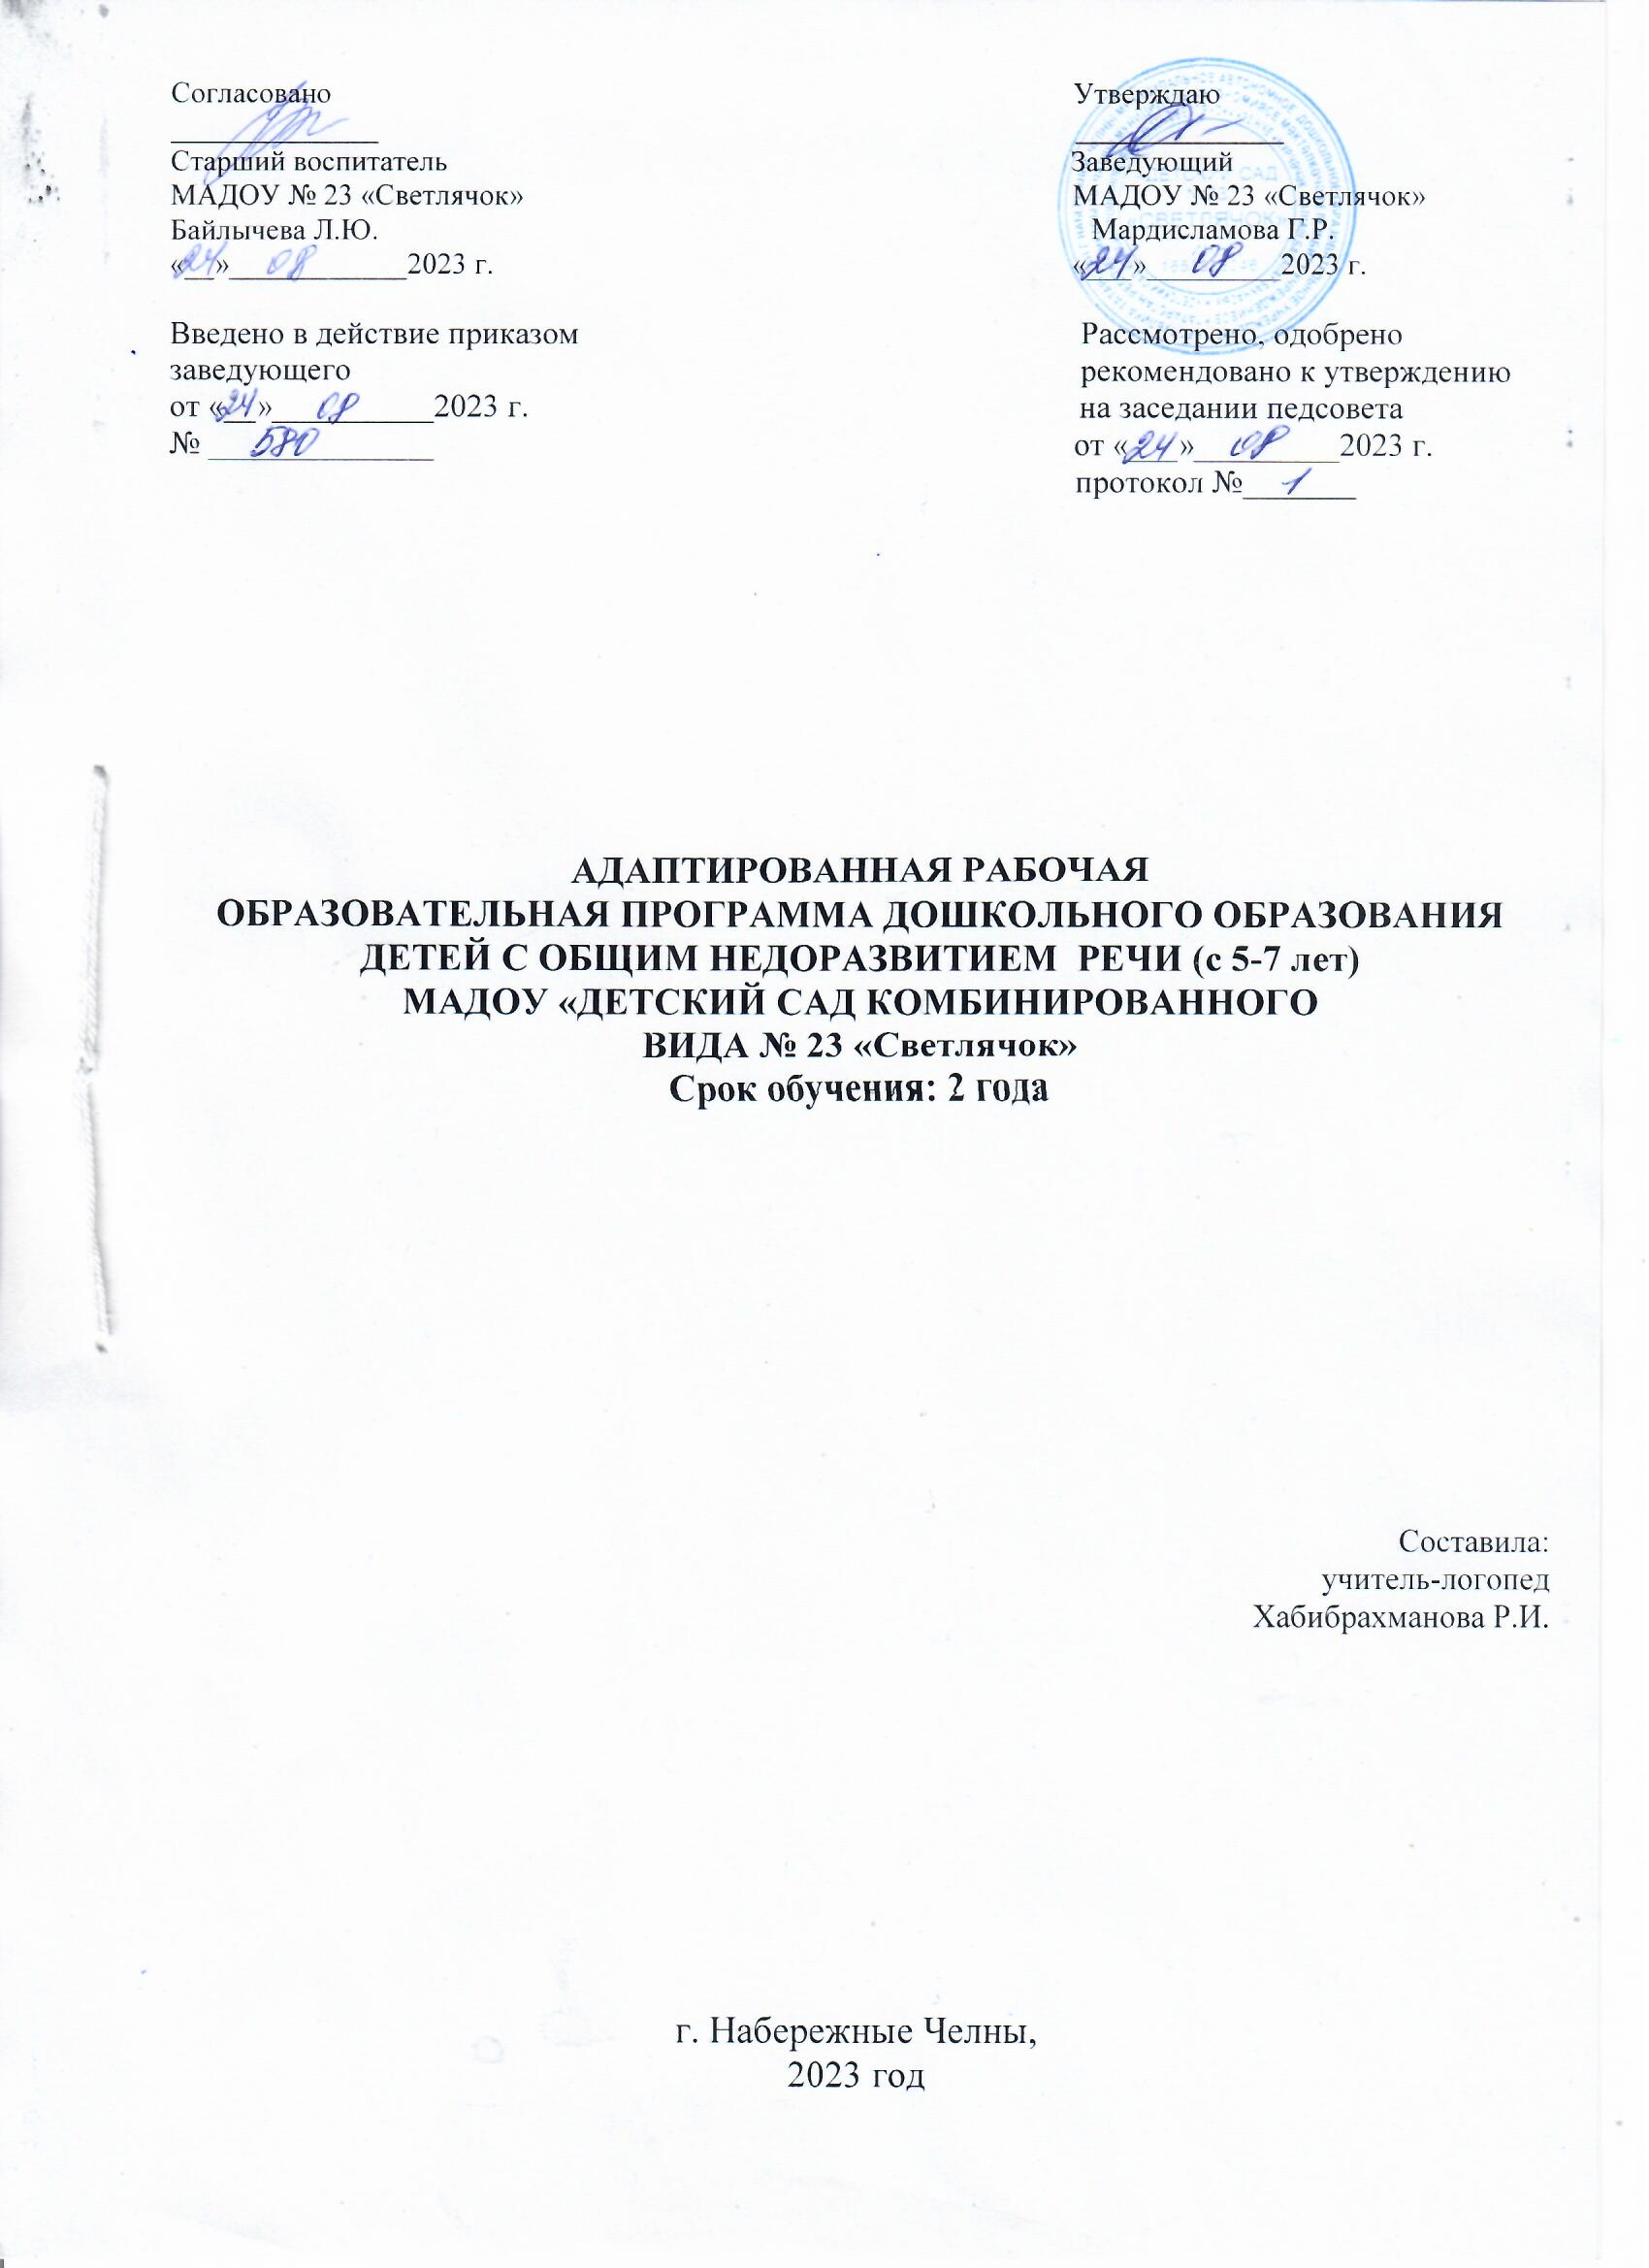 Согласовано
Старший воспитатель
МАДОУ № 23 «Светлячок»
Байлычева Л.Ю.
«24» 08 2023 г.
Утверждаю
Заведующий
МАДОУ № 23 «Светлячок»
Мардисламова Г.Р.
«24» 08 2023 г.
Введено в действие приказом
заведующего
от «24» 08 2023 г.
№ 580
Рассмотрено, одобрено
рекомендовано к утверждению
на заседании педсовета
от «24» 08 2023 г.
протокол № 1
АДАПТИРОВАННАЯ РАБОЧАЯ
ОБРАЗОВАТЕЛЬНАЯ ПРОГРАММА ДОШКОЛЬНОГО ОБРАЗОВАНИЯ
ДЕТЕЙ С ОБЩИМ НЕДОРАЗВИТИЕМ РЕЧИ (с 5-7 лет)
МАДОУ «ДЕТСКИЙ САД КОМБИНИРОВАННОГО
ВИДА № 23 «Светлячок»
Срок обучения: 2 года
Составила:
учитель-логопед
Хабибрахманова Р.И.
г. Набережные Челны,
2023 год